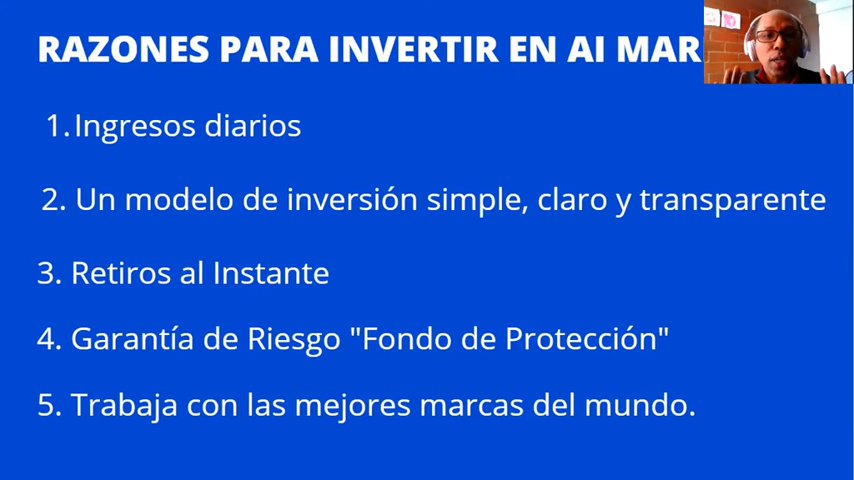 RAZONES PARA INVERTIR EN AI MAR
1. Ingresos diarios
2. Un modelo de inversión simple, claro y transparente
3. Retiros al Instante
4. Garantía de Riesgo "Fondo de Protección"
5. Trabaja con las mejores marcas del mundo.